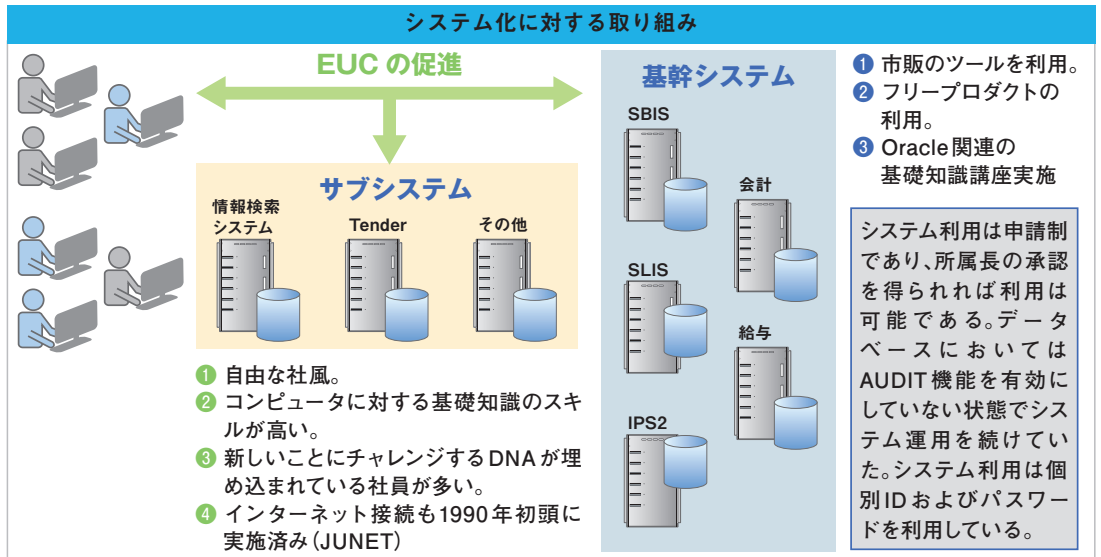 システム化に対する取り組み
EUC の促進
サブシステム
情報検索
システム
Tender
その他
❶ 自由な社風。
❷ コンピュータに対する基礎知識のスキ
ルが高い。
❸ 新しいことにチャレンジするDNAが埋
め込まれている社員が多い。
❹ インターネット接続も1990年初頭に
実施済み(JUNET)
基幹システム
SBIS
会計
SLIS
給与
IPS2
❶ 市販のツールを利用。
❷ フリープロダクトの
利用。
❸ Oracle関連の
基礎知識講座実施
システム利用は申請制
であり、所属長の承認
を得られれば利用は
可能である。データ
ベースにおいては
AUDIT機能を有効に
していない状態でシス
テム運用を続けてい
た。システム利用は個
別IDおよびパスワー
ドを利用している。